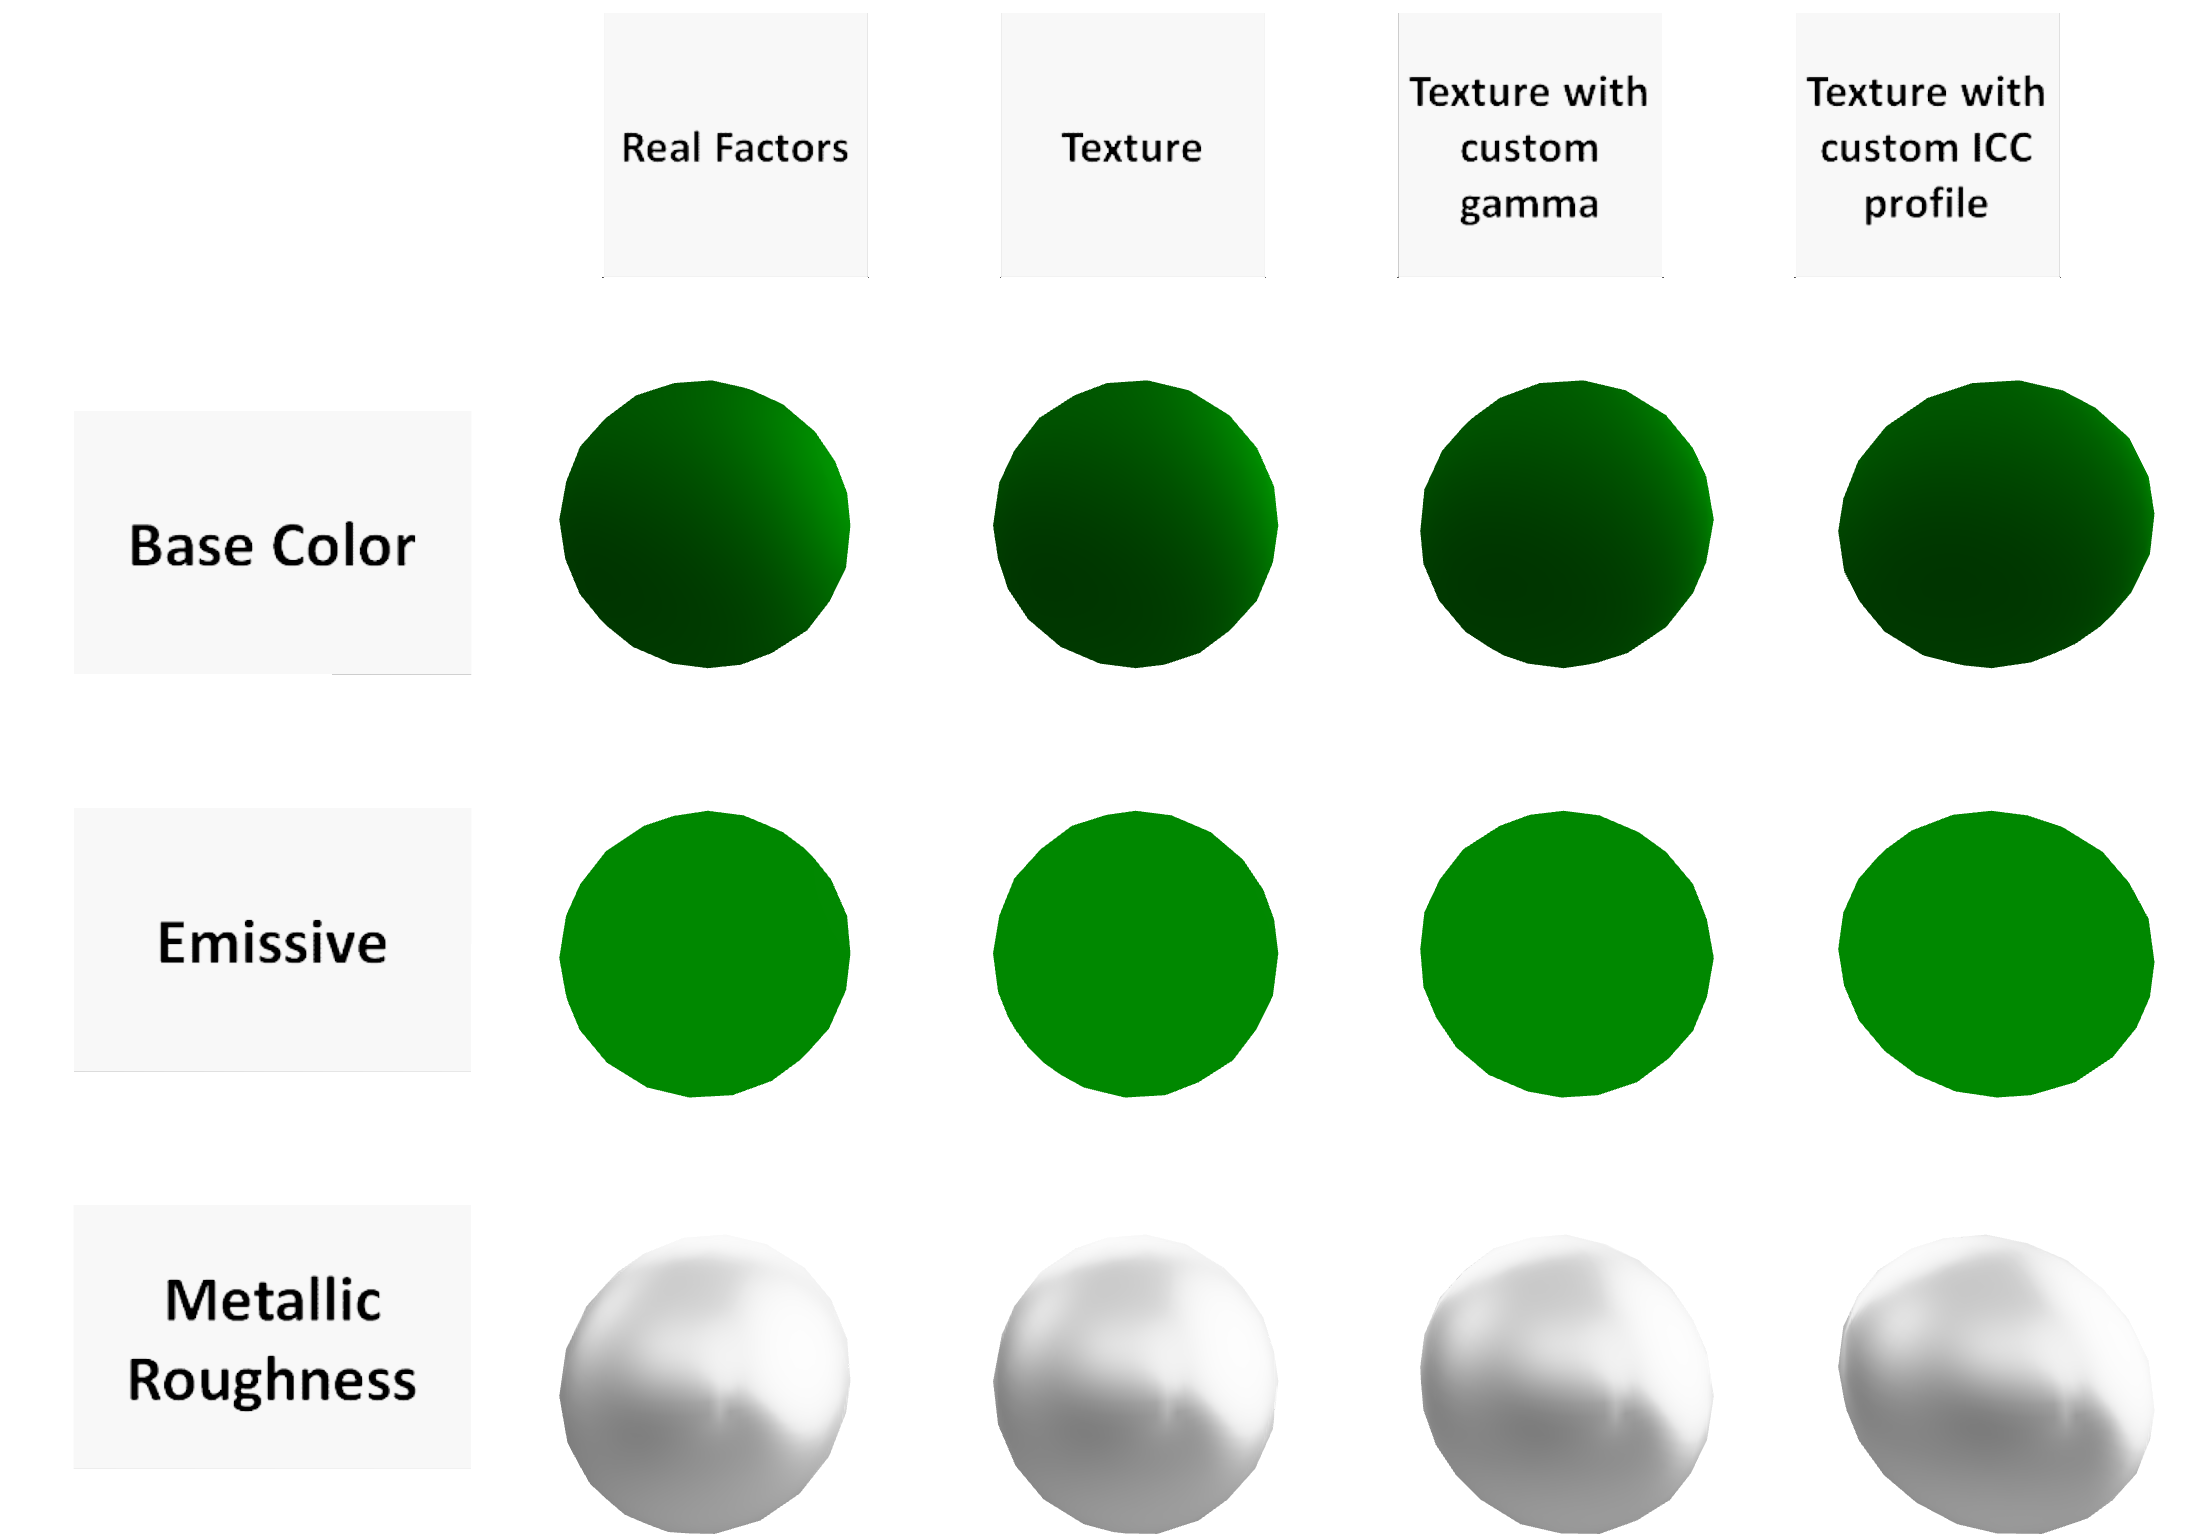 Real Factors
Texture
Texture with
custom
gamma
Texture with
custom ICC
profile
Base Color
Emissive
Metallic
Roughness